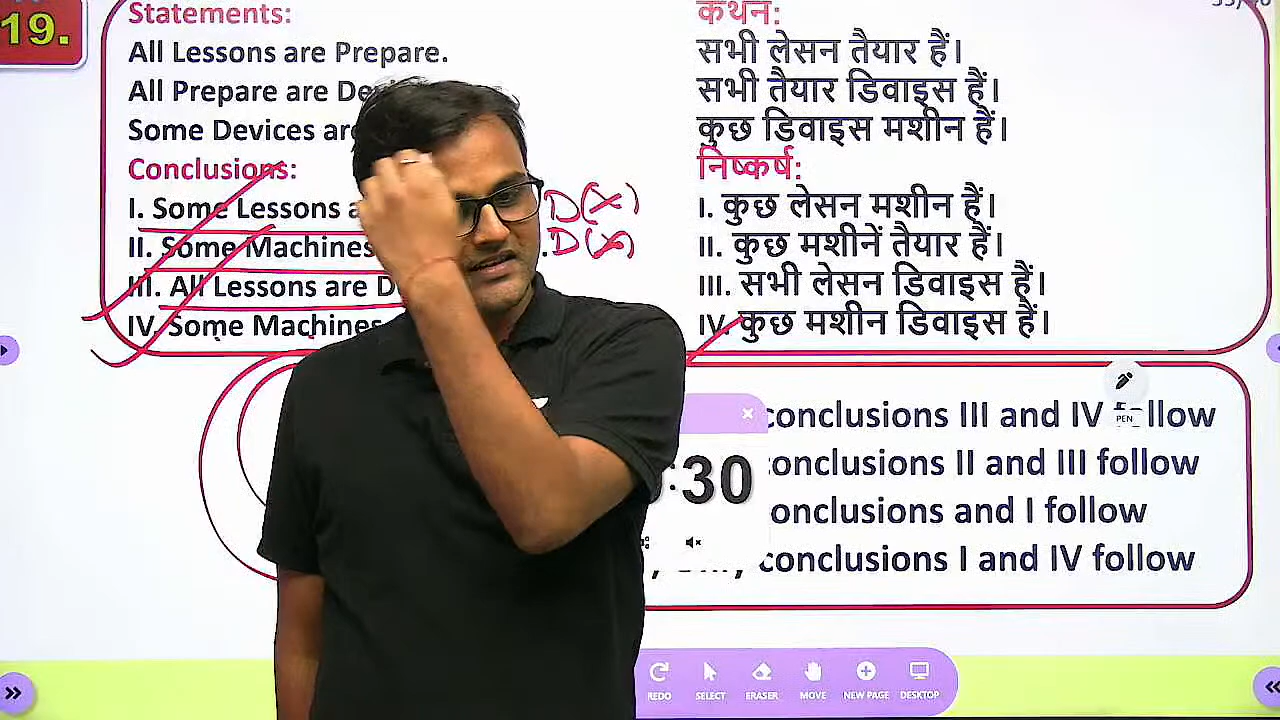 19.
Statements:
All Lessons are Prepare.
All Prepare are
Some Devices are
Conclusions:
I. Some Lessons
II. Some Machines
III. All Lessons are
IV. Some Machines
D(X)
D(X)
कथन:
सभी लेसन तैयार हैं।
सभी तैयार डिवाइस हैं।
कुछ डिवाइस मशीन हैं।
निष्कर्ष:
I. कुछ लेसन मशीन हैं।
II. कुछ मशीनें तैयार हैं।
III. सभी लेसन डिवाइस हैं।
IV. कुछ मशीन डिवाइस हैं।
conclusions III and IV
conclusions II and III follow
conclusions and I follow
conclusions I and IV follow
:30
PEN
REDO
SELECT
ERASER
MOVE
NEW PAGE
DESKTOP